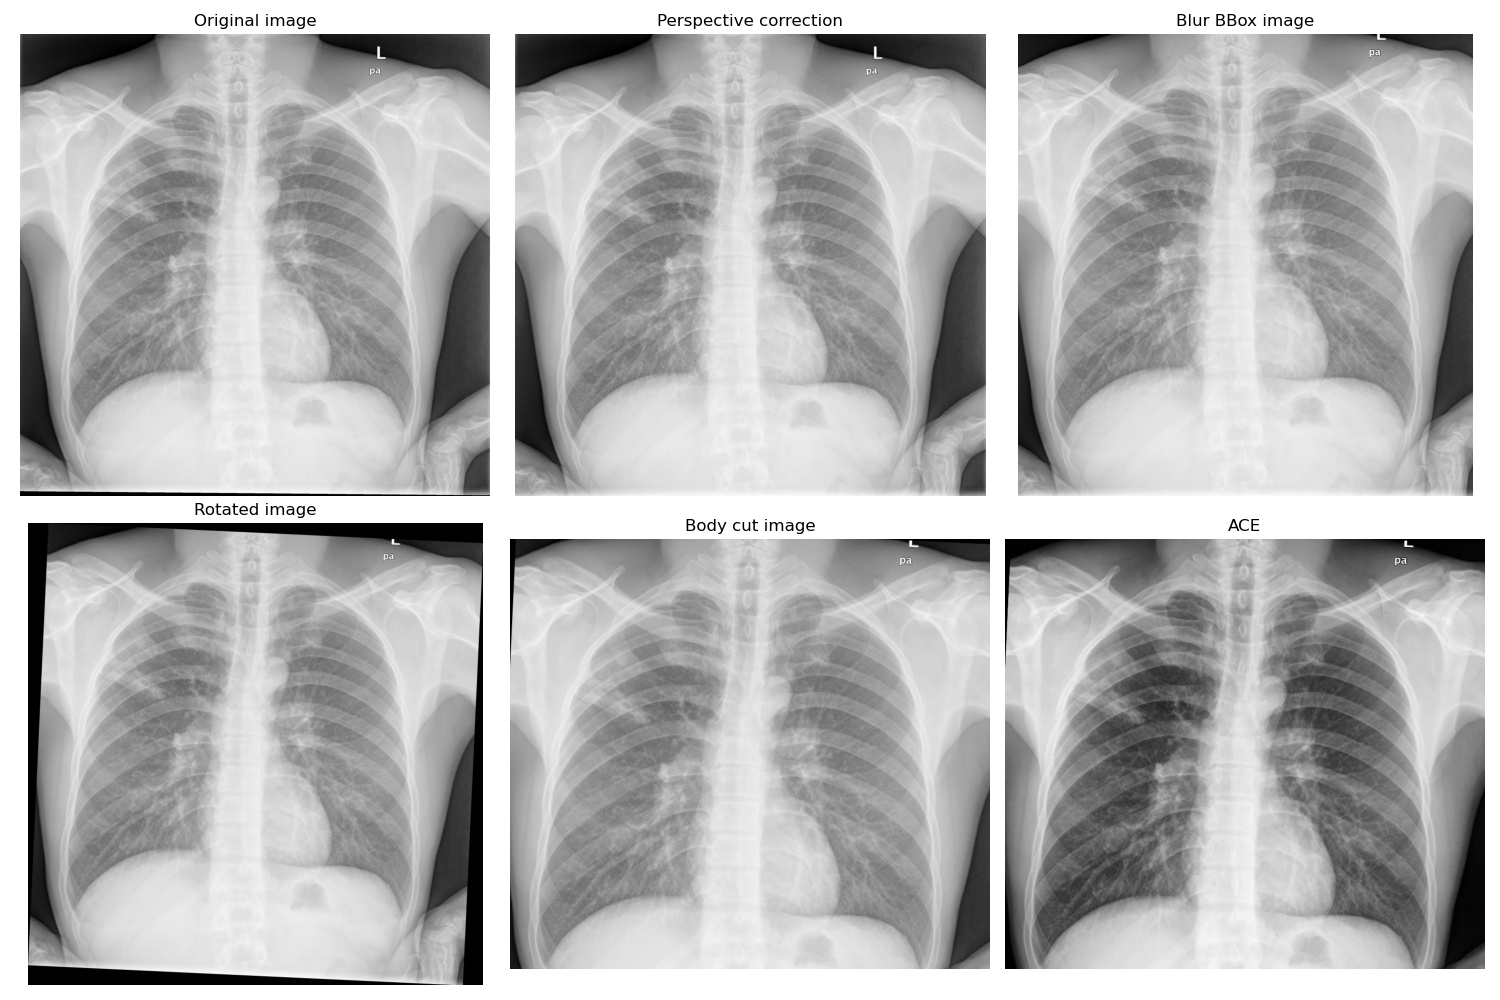 Original image
Perspective correction
Blur BBox image
L
pa
L
pa
L
pa
Rotated image
Body cut image
ACE
L
pa
L
pa
L
pa